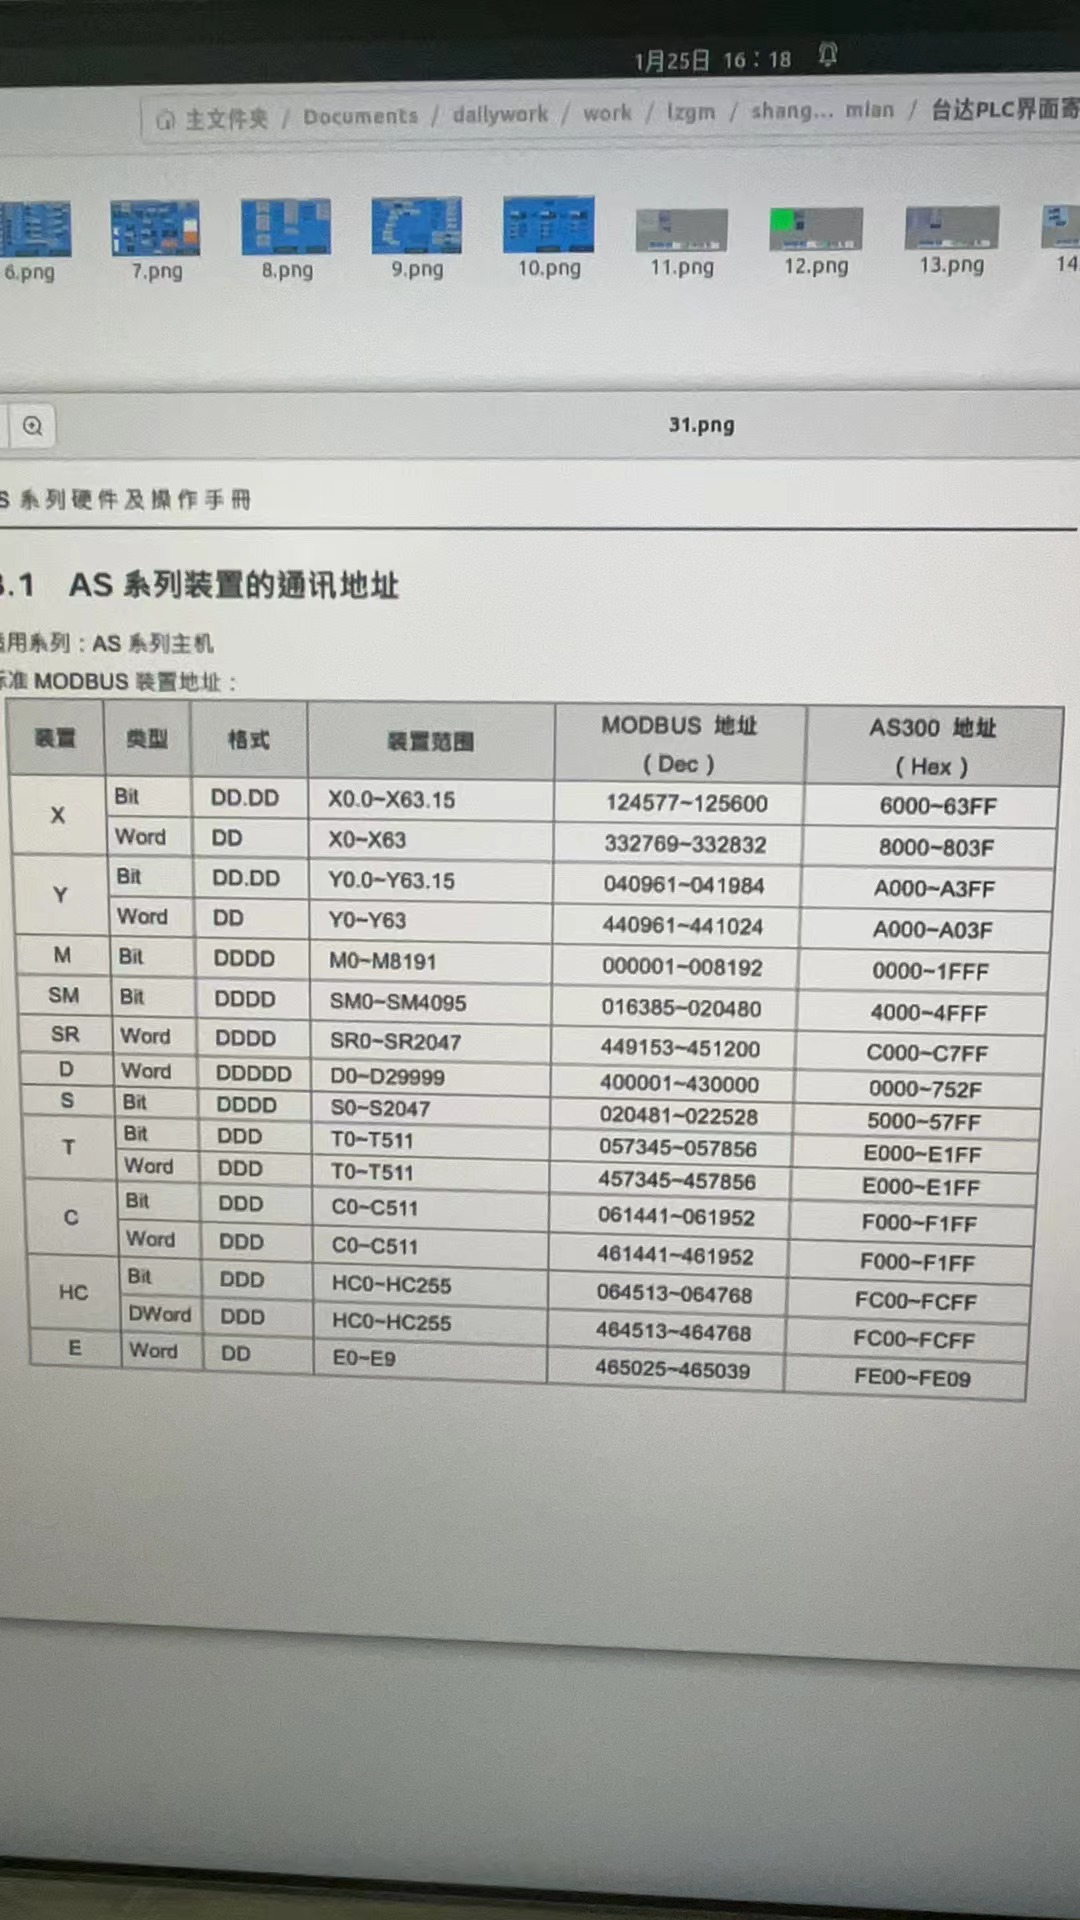 1月25日 16：18
主文件夹 / Documents / dailywork / work / lzgm / shang... mian / 台达PLC界面寄
6.png 7.png 8.png 9.png 10.png 11.png 12.png 13.png 14
31.png
S 系列硬件及操作手冊
3.1 AS 系列装置的通讯地址
适用系列：AS 系列主机
标准 MODBUS 装置地址：
装置 类型 格式 装置范围 MODBUS 地址 (Dec) AS300 地址 (Hex)
X Bit DD.DD X0.0~X63.15 124577~125600 6000~63FF
Word DD X0~X63 332769~332832 8000~803F
Y Bit DD.DD Y0.0~Y63.15 040961~041984 A000~A3FF
Word DD Y0~Y63 440961~441024 A000~A03F
M Bit DDDD M0~M8191 000001~008192 0000~1FFF
SM Bit DDDD SM0~SM4095 016385~020480 4000~4FFF
SR Word DDDD SR0~SR2047 449153~451200 C000~C7FF
D Word DDDDD D0~D29999 400001~430000 0000~752F
S Bit DDDD S0~S2047 020481~022528 5000~57FF
T Bit DDD T0~T511 057345~057856 E000~E1FF
Word DDD T0~T511 457345~457856 E000~E1FF
C Bit DDD C0~C511 061441~061952 F000~F1FF
Word DDD C0~C511 461441~461952 F000~F1FF
HC Bit DDD HC0~HC255 064513~064768 FC00~FCFF
DWord DDD HC0~HC255 464513~464768 FC00~FCFF
E Word DD E0~E9 465025~465039 FE00~FE09